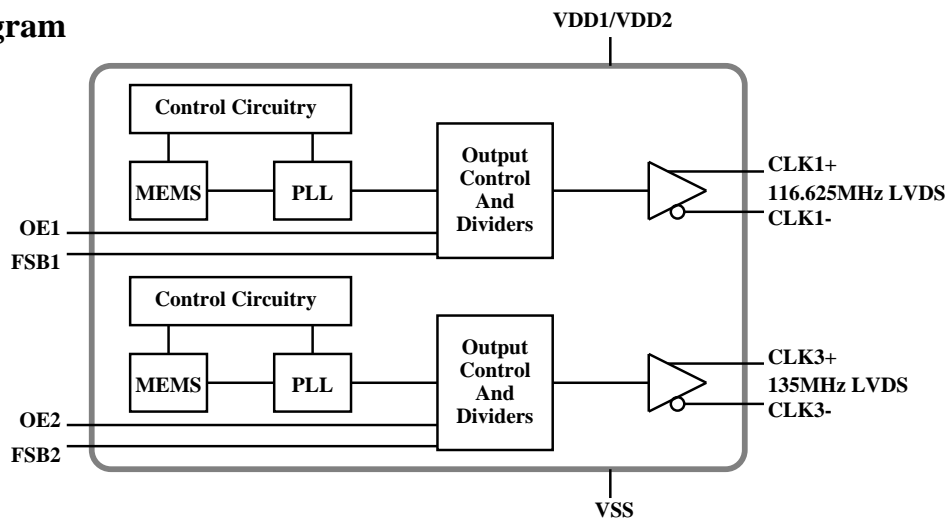 gram
VDD1/VDD2
Control Circuitry
MEMS
PLL
Output
Control
And
Dividers
CLK1+
116.625MHz LVDS
CLK1-
OE1
FSB1
Control Circuitry
MEMS
PLL
Output
Control
And
Dividers
CLK3+
135MHz LVDS
CLK3-
OE2
FSB2
VSS